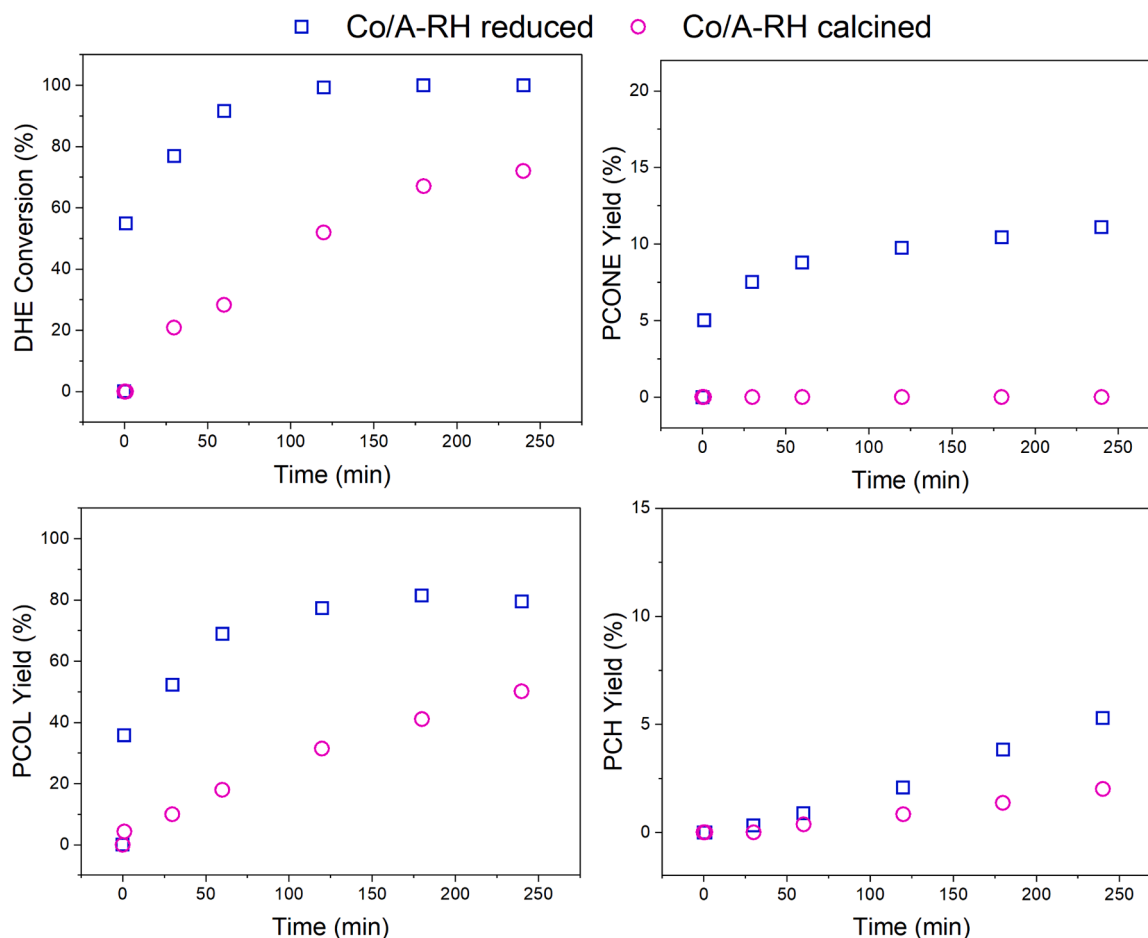 Co/A-RH reduced Co/A-RH calcined
100
80
60
40
20
0
DHE Conversion (%)
0 50 100 150 200 250
Time (min)
20
15
10
5
0
PCONE Yield (%)
0 50 100 150 200 250
Time (min)
100
80
60
40
20
0
PCOL Yield (%)
0 50 100 150 200 250
Time (min)
15
10
5
0
PCH Yield (%)
0 50 100 150 200 250
Time (min)